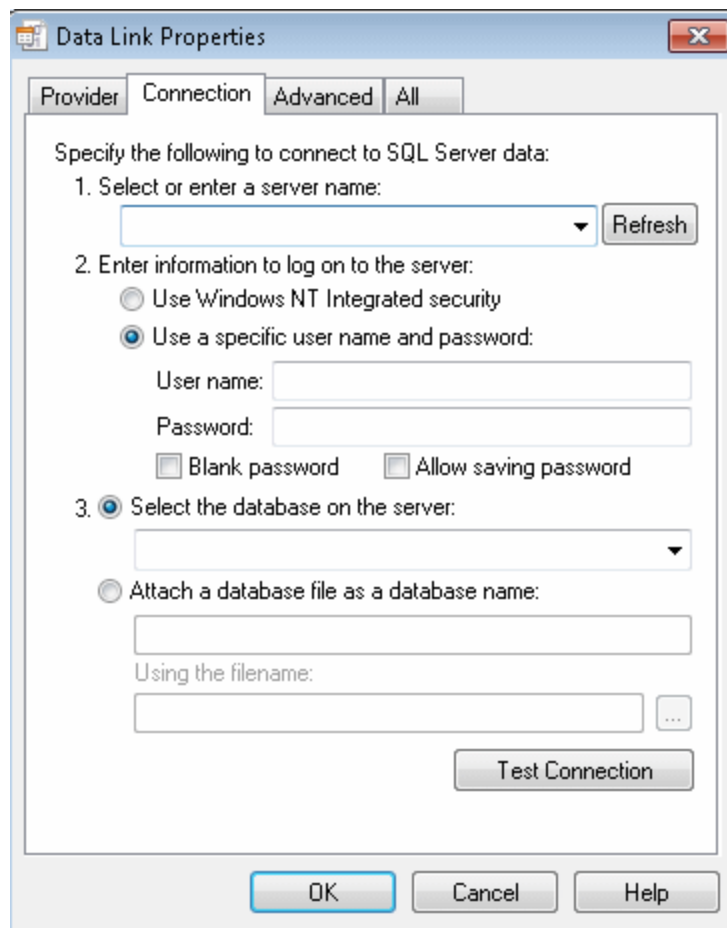 Data Link Properties
Provider Connection Advanced All
Specify the following to connect to SQL Server data:
1. Select or enter a server name:
Refresh
2. Enter information to log on to the server:
Use Windows NT Integrated security
Use a specific user name and password:
User name:
Password:
Blank password Allow saving password
3. Select the database on the server:
Attach a database file as a database name:
Using the filename:
...
Test Connection
OK Cancel Help